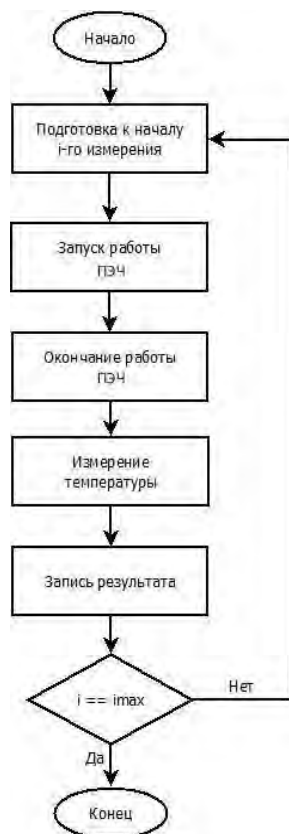 Начало
Подготовка к началу
i-го измерения
Запуск работы
ПЭЧ
Окончание работы
ПЭЧ
Измерение
температуры
Запись результата
i == imax
Нет
Да
Конец